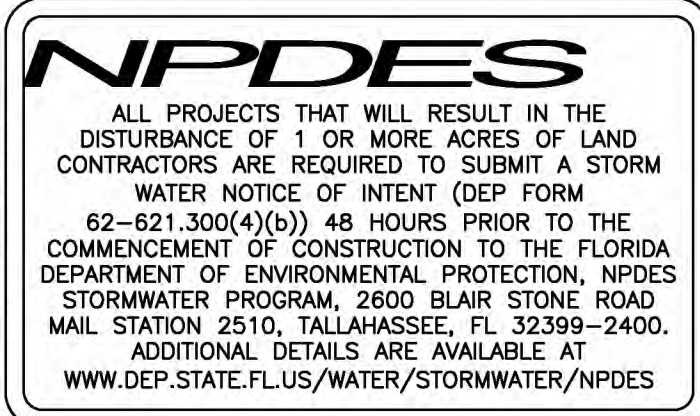 NPDES
ALL PROJECTS THAT WILL RESULT IN THE
DISTURBANCE OF 1 OR MORE ACRES OF LAND
CONTRACTORS ARE REQUIRED TO SUBMIT A STORM
WATER NOTICE OF INTENT (DEP FORM
62-621.300(4)(b)) 48 HOURS PRIOR TO THE
COMMENCEMENT OF CONSTRUCTION TO THE FLORIDA
DEPARTMENT OF ENVIRONMENTAL PROTECTION, NPDES
STORMWATER PROGRAM, 2600 BLAIR STONE ROAD
MAIL STATION 2510, TALLAHASSEE, FL 32399-2400.
ADDITIONAL DETAILS ARE AVAILABLE AT
WWW.DEP.STATE.FL.US/WATER/STORMWATER/NPDES